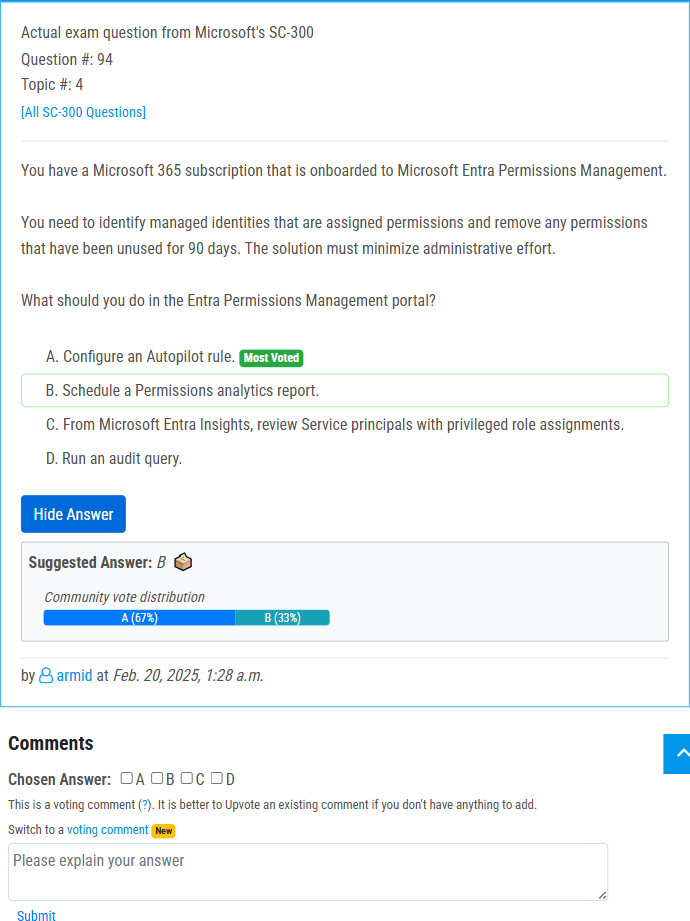 Actual exam question from Microsoft's SC-300
Question #: 94
Topic #: 4
[All SC-300 Questions]
You have a Microsoft 365 subscription that is onboarded to Microsoft Entra Permissions Management.
You need to identify managed identities that are assigned permissions and remove any permissions
that have been unused for 90 days. The solution must minimize administrative effort.
What should you do in the Entra Permissions Management portal?
A. Configure an Autopilot rule. Most Voted
B. Schedule a Permissions analytics report.
C. From Microsoft Entra Insights, review Service principals with privileged role assignments.
D. Run an audit query.
Hide Answer
Suggested Answer: B
Community vote distribution
A (67%) B (33%)
by armid at Feb. 20, 2025, 1:28 a.m.
Comments
Chosen Answer: A B C D
This is a voting comment (?). It is better to Upvote an existing comment if you don't have anything to add.
Switch to a voting comment New
Please explain your answer
Submit